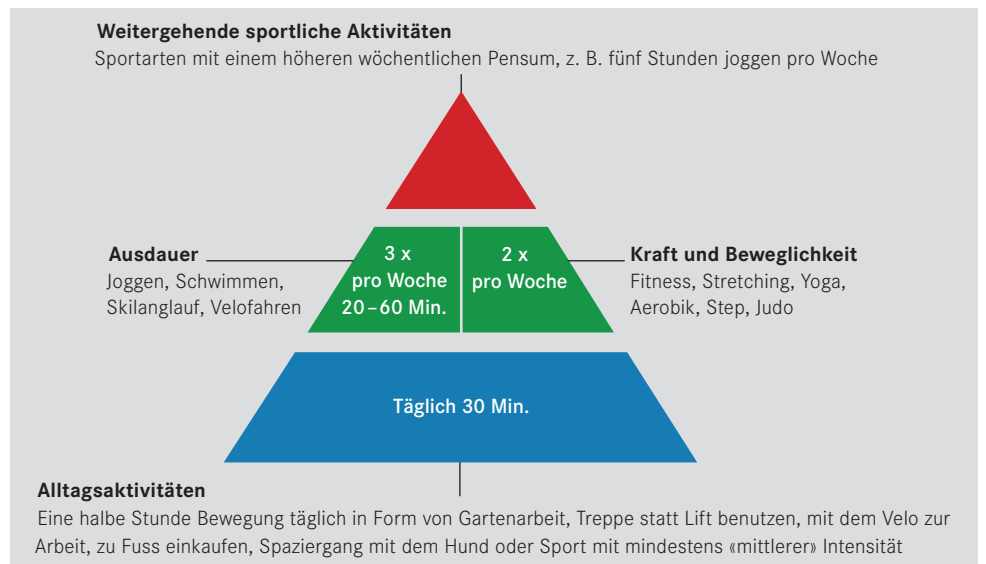 Weitergehende sportliche Aktivitäten
Sportarten mit einem höheren wöchentlichen Pensum, z. B. fünf Stunden joggen pro Woche
Ausdauer
Joggen, Schwimmen,
Skilanglauf, Velofahren
3 x
pro Woche
20–60 Min.
2 x
pro Woche
Kraft und Beweglichkeit
Fitness, Stretching, Yoga,
Aerobik, Step, Judo
Täglich 30 Min.
Alltagsaktivitäten
Eine halbe Stunde Bewegung täglich in Form von Gartenarbeit, Treppe statt Lift benutzen, mit dem Velo zur
Arbeit, zu Fuss einkaufen, Spaziergang mit dem Hund oder Sport mit mindestens «mittlerer» Intensität